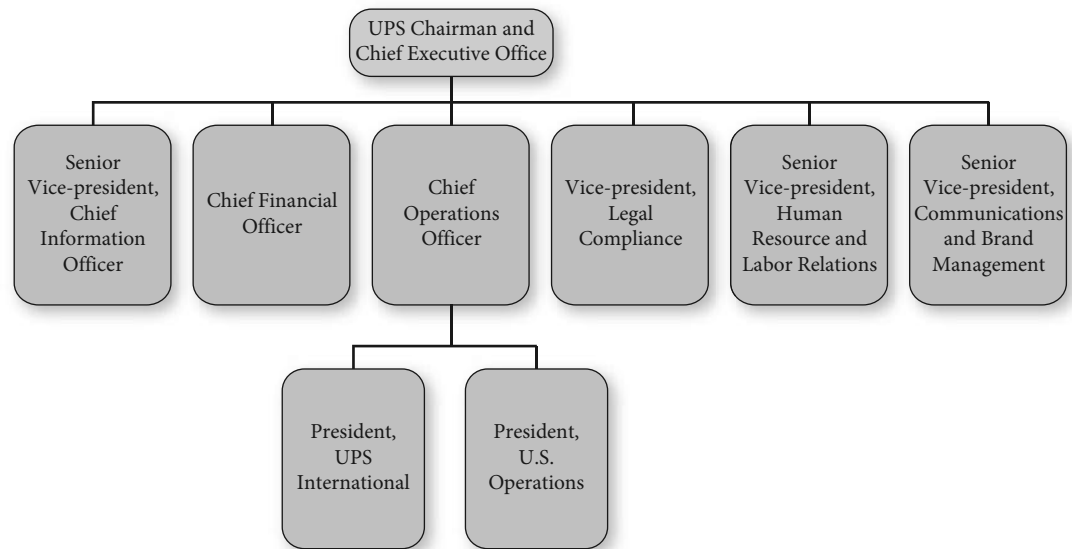 UPS Chairman and
Chief Executive Office
Senior
Vice-president,
Chief
Information
Officer
Chief Financial
Officer
Chief
Operations
Officer
Vice-president,
Legal
Compliance
Senior
Vice-president,
Human
Resource and
Labor Relations
Senior
Vice-president,
Communications
and Brand
Management
President,
UPS
International
President,
U.S.
Operations